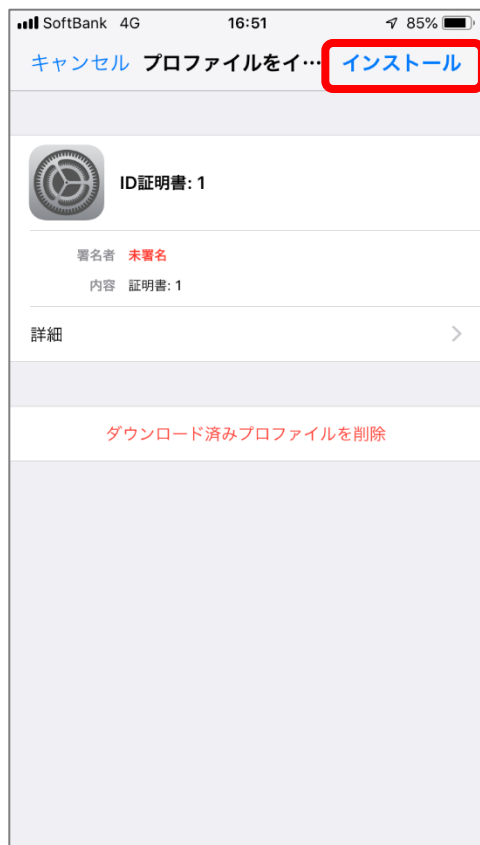 SoftBank 4G 16:51 85%
キャンセル プロファイルをイ… インストール
ID証明書: 1
署名者 未署名
内容 証明書: 1
詳細
ダウンロード済みプロファイルを削除